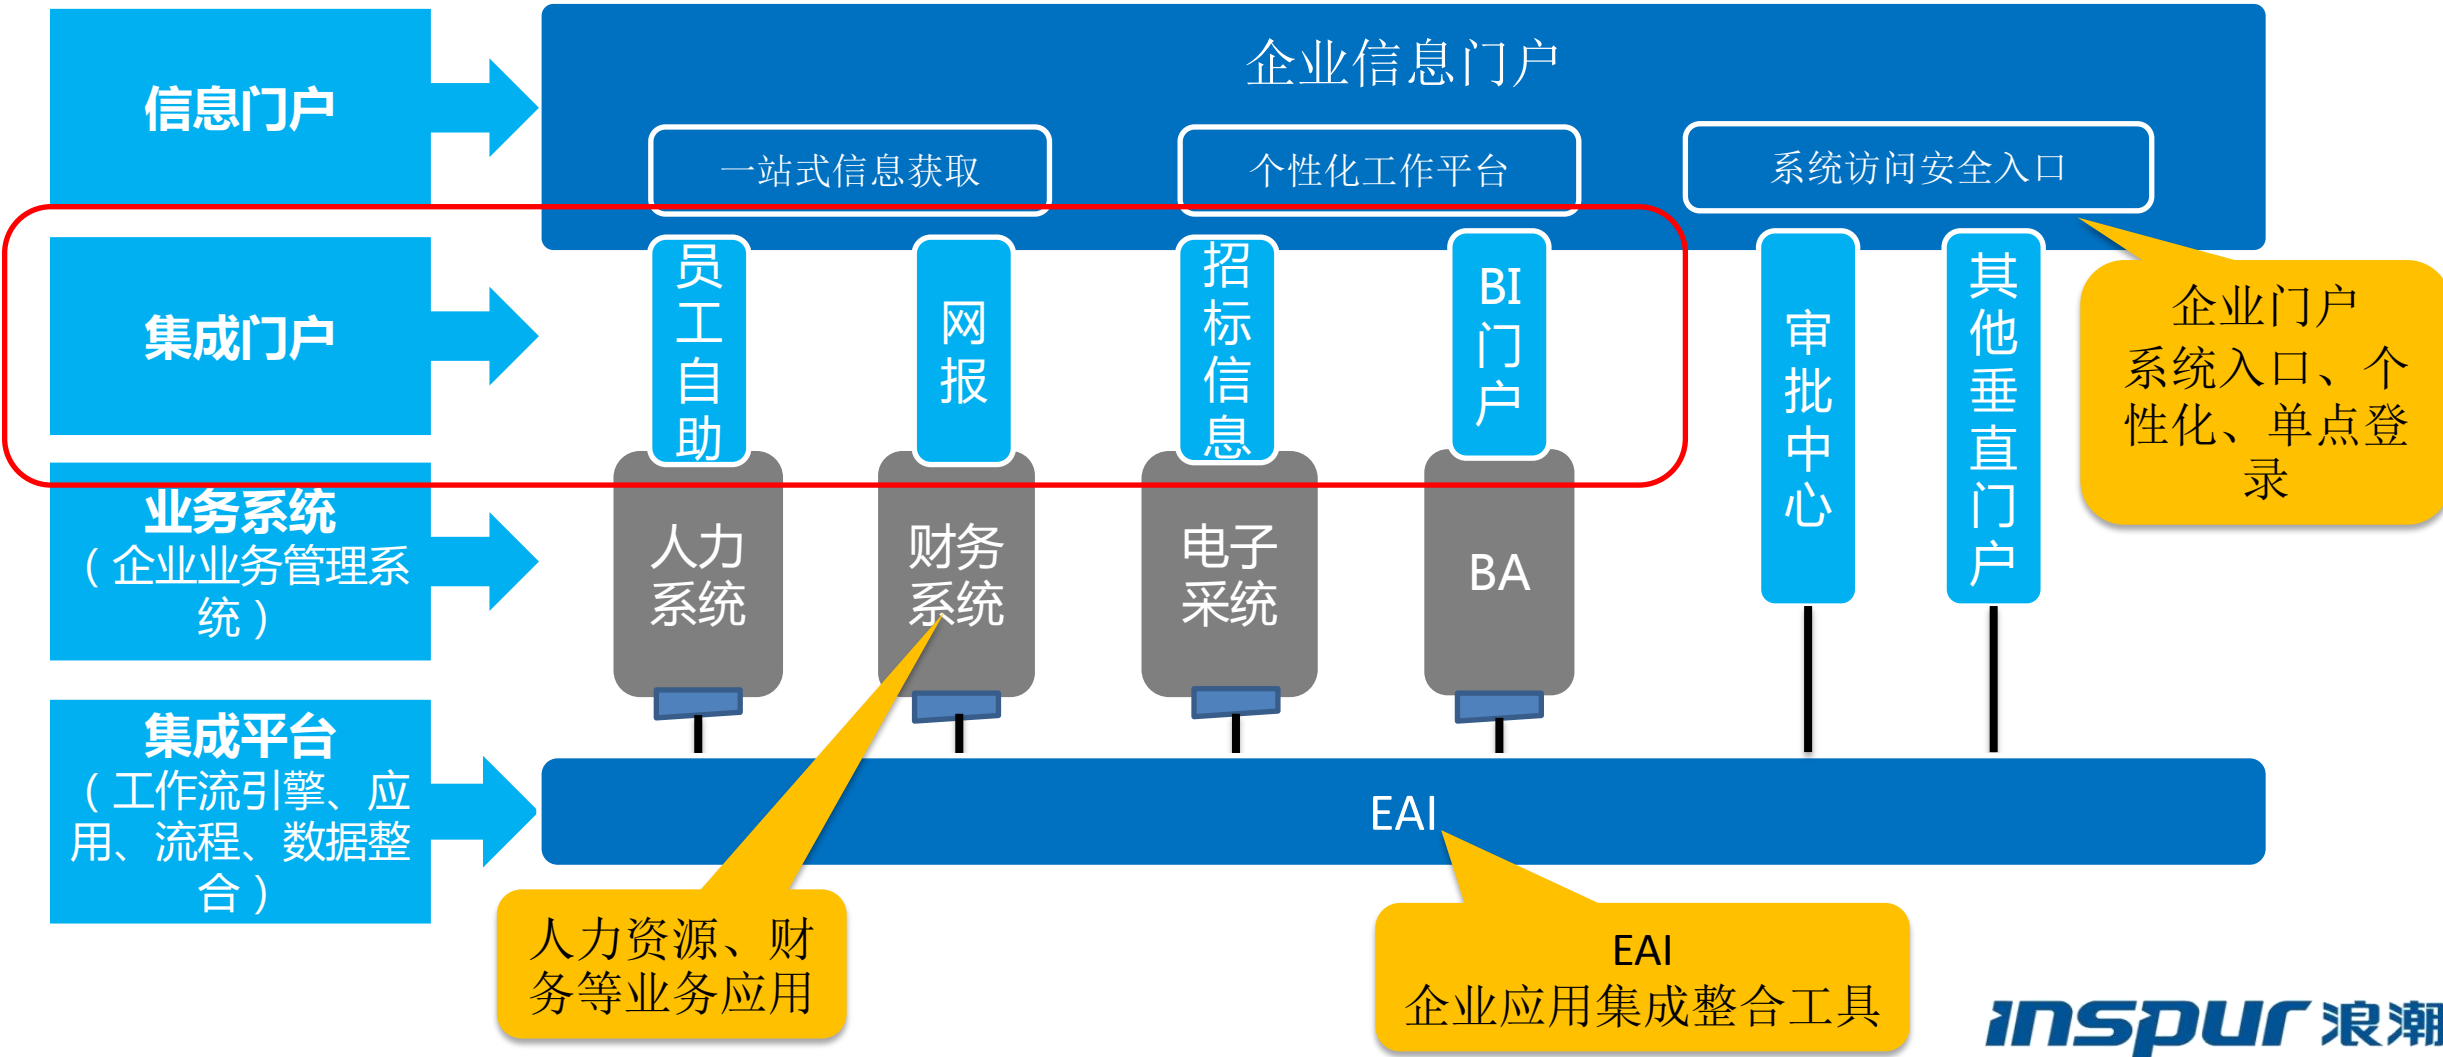 信息门户
企业信息门户
一站式信息获取
个性化工作平台
系统访问安全入口
集成门户
员
工
自
助
网
报
招
标
信
息
BI
门
户
审
批
中
心
其
他
垂
直
门
户
企业门户
系统入口、个
性化、单点登
录
业务系统
（企业业务管理系
统）
人力
系统
财务
系统
电子
采统
BA
集成平台
（工作流引擎、应
用、流程、数据整
合）
EAI
人力资源、财
务等业务应用
EAI
企业应用集成整合工具
inspur 浪潮